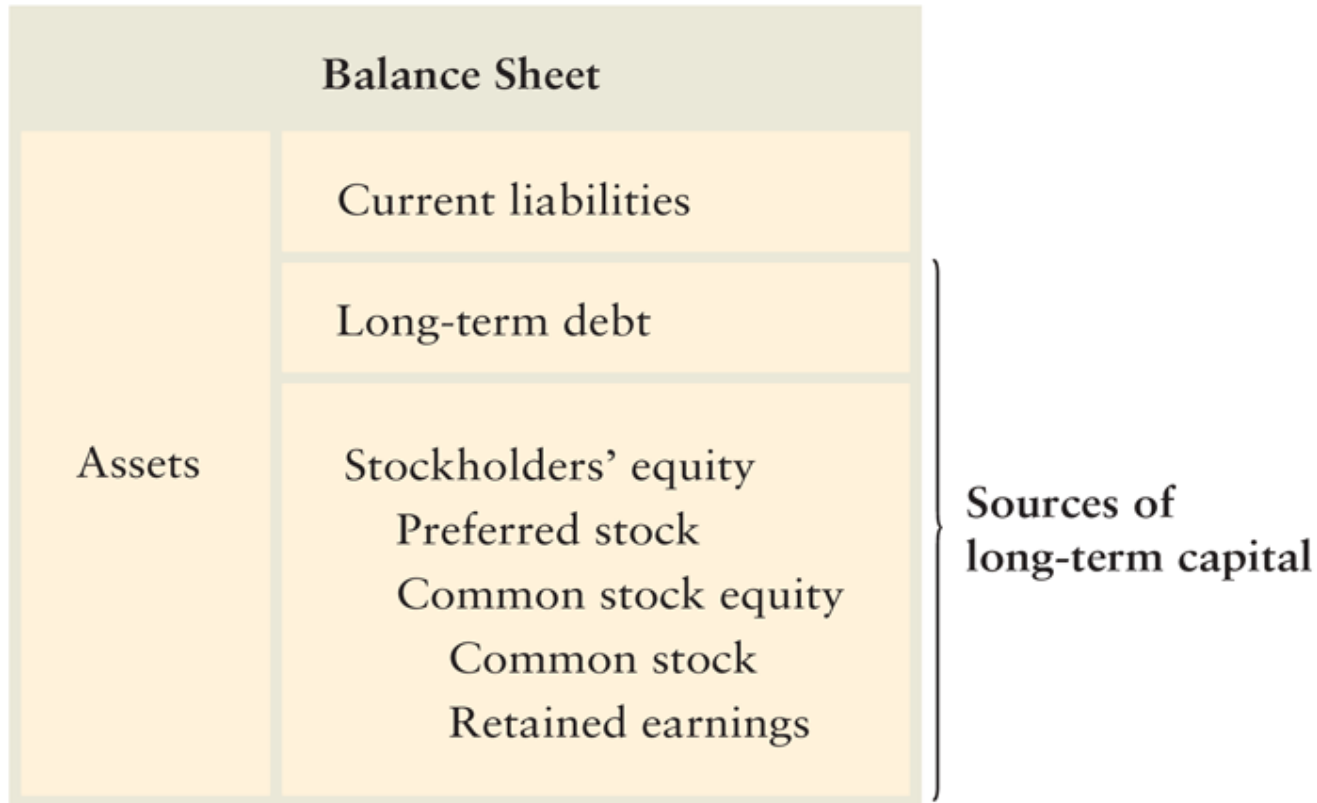 Balance Sheet
Current liabilities
Long-term debt
Assets
Stockholders’ equity
Preferred stock
Common stock equity
Common stock
Retained earnings
Sources of
long-term capital